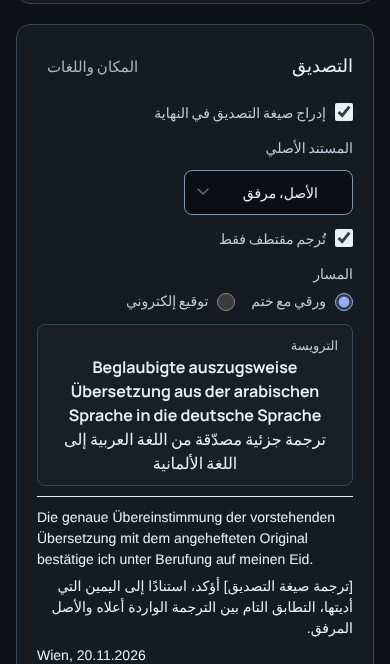 التصديق
المكان واللغات
إدراج صيغة التصديق في النهاية
المستند الأصلي
الأصل، مرفق
تُرجم مقتطف فقط
المسار
ورقي مع ختم
توقيع إلكتروني
الترويسة
Beglaubigte auszugsweise
Übersetzung aus der arabischen
Sprache in die deutsche Sprache
ترجمة جزئية مصدّقة من اللغة العربية إلى
اللغة الألمانية
Die genaue Übereinstimmung der vorstehenden
Übersetzung mit dem angehefteten Original
bestätige ich unter Berufung auf meinen Eid.
[ترجمة صيغة التصديق] أؤكد، استنادًا إلى اليمين التي
أديتها، التطابق التام بين الترجمة الواردة أعلاه والأصل
المرفق.
Wien, 20.11.2026